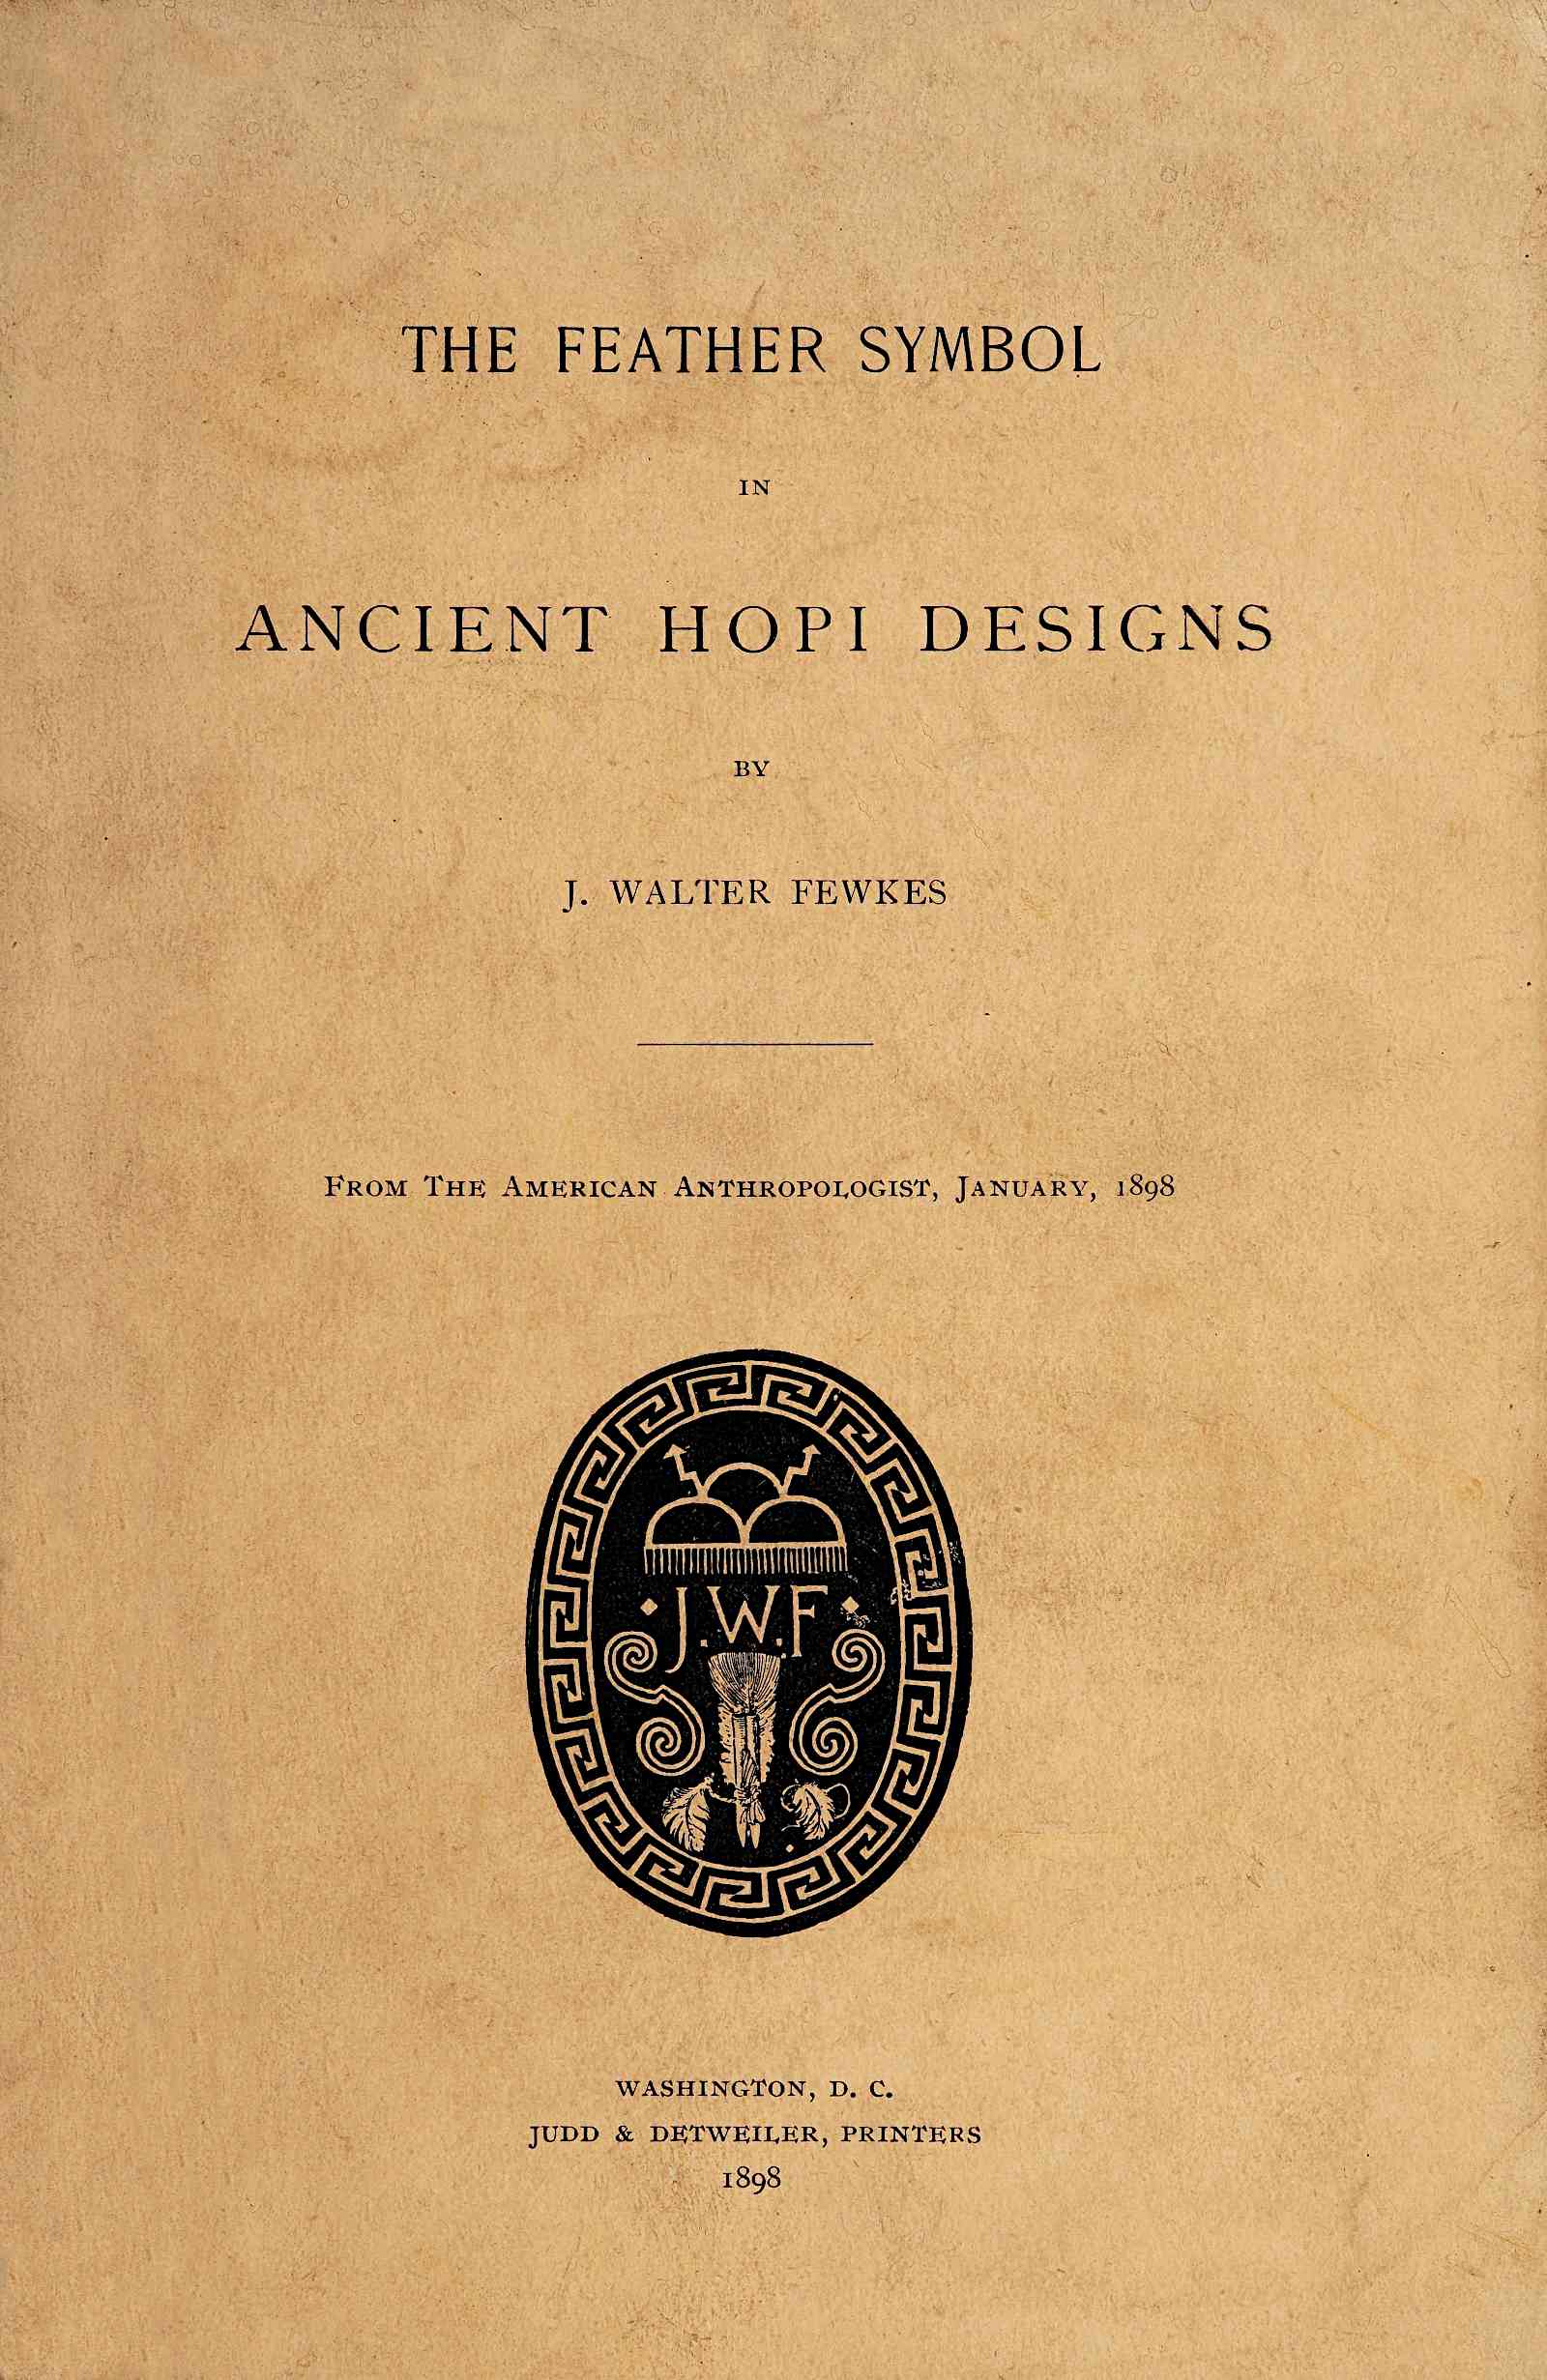 THE FEATHER SYMBOL
IN
ANCIENT HOPI DESIGNS
BY
J. WALTER FEWKES
FROM THE AMERICAN ANTHROPOLOGIST, JANUARY, 1898
J.W.F.
WASHINGTON, D. C.
JUDD & DETWEILER, PRINTERS
1898